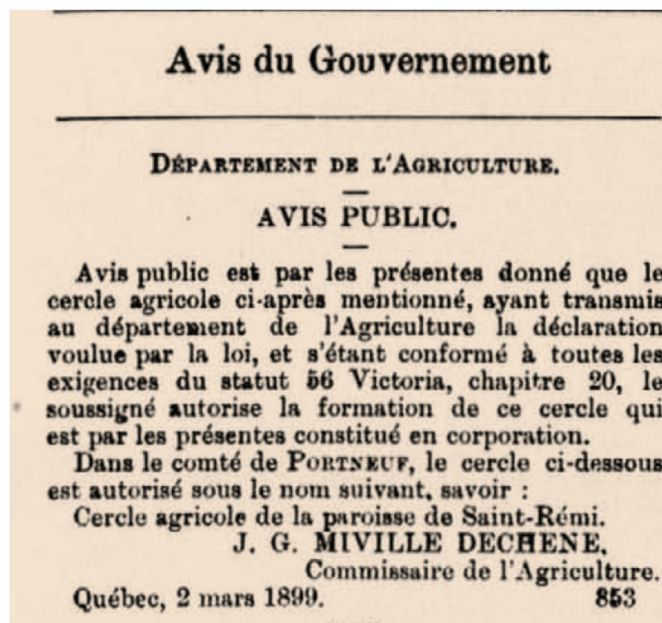 Avis du Gouvernement
DÉPARTEMENT DE L'AGRICULTURE.
AVIS PUBLIC.
Avis public est par les présentes donné que le
cercle agricole ci-après mentionné, ayant transmis
au département de l'Agriculture la déclaration
voulue par la loi, et s'étant conformé à toutes les
exigences du statut 56 Victoria, chapitre 20, le
soussigné autorise la formation de ce cercle qui
est par les présentes constitué en corporation.
Dans le comté de PORTNEUF, le cercle ci-dessous
est autorisé sous le nom suivant, savoir :
Cercle agricole de la paroisse de Saint-Rémi.
J. G. MIVILLE DECHENE,
Commissaire de l'Agriculture.
Québec, 2 mars 1899. 853